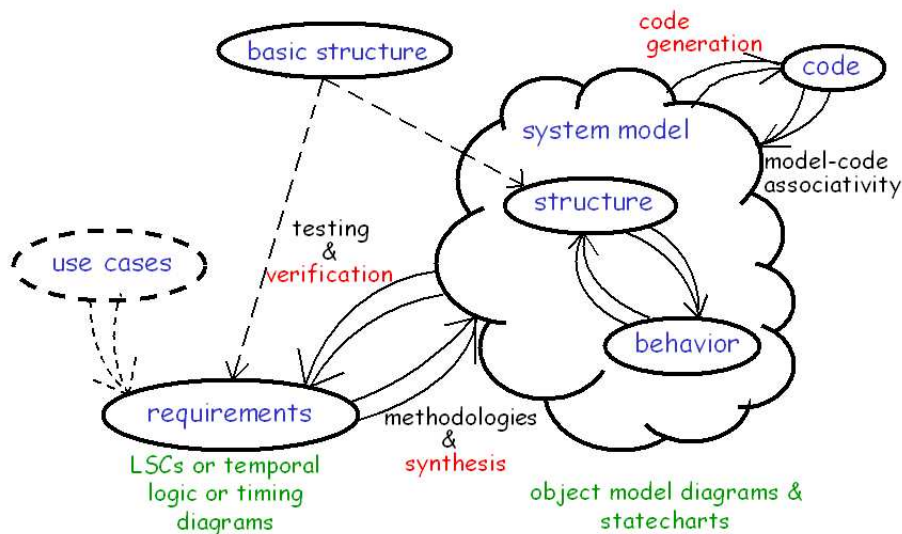 basic structure
code
generation
code
system model
model-code
associativity
structure
testing
&
verification
use cases
behavior
requirements
methodologies
&
synthesis
LSCs or temporal
logic or timing
diagrams
object model diagrams &
statecharts